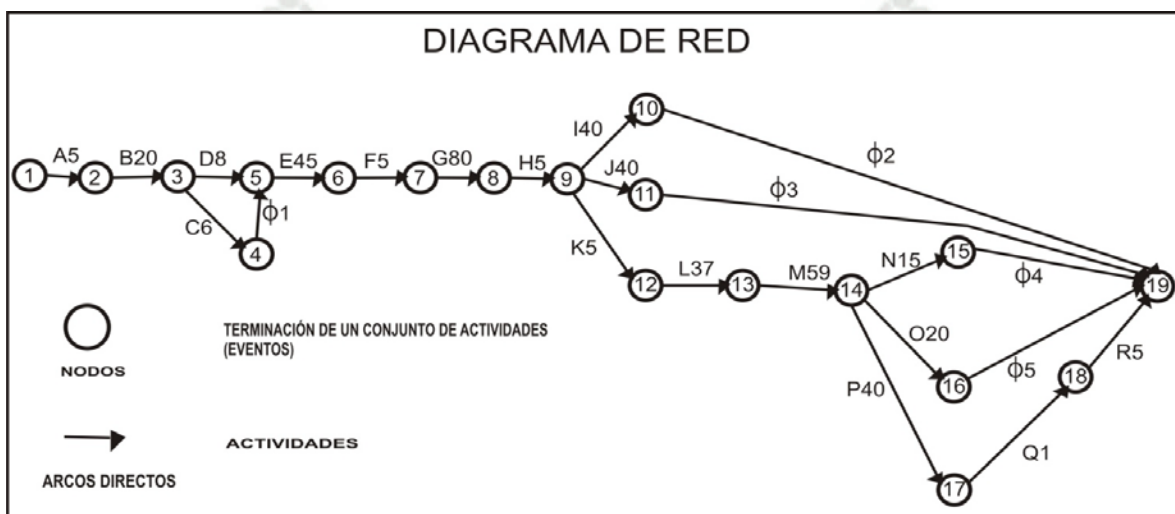 DIAGRAMA DE RED
10
I40
ϕ2
A5
B20
D8
E45
F5
G80
H5
J40
1
2
3
5
6
7
8
9
11
ϕ3
C6
ϕ1
K5
4
N15
15
ϕ4
L37
M59
12
13
14
19
O20
R5
TERMINACIÓN DE UN CONJUNTO DE ACTIVIDADES
(EVENTOS)
NODOS
P40
16
ϕ5
18
ACTIVIDADES
Q1
ARCOS DIRECTOS
17